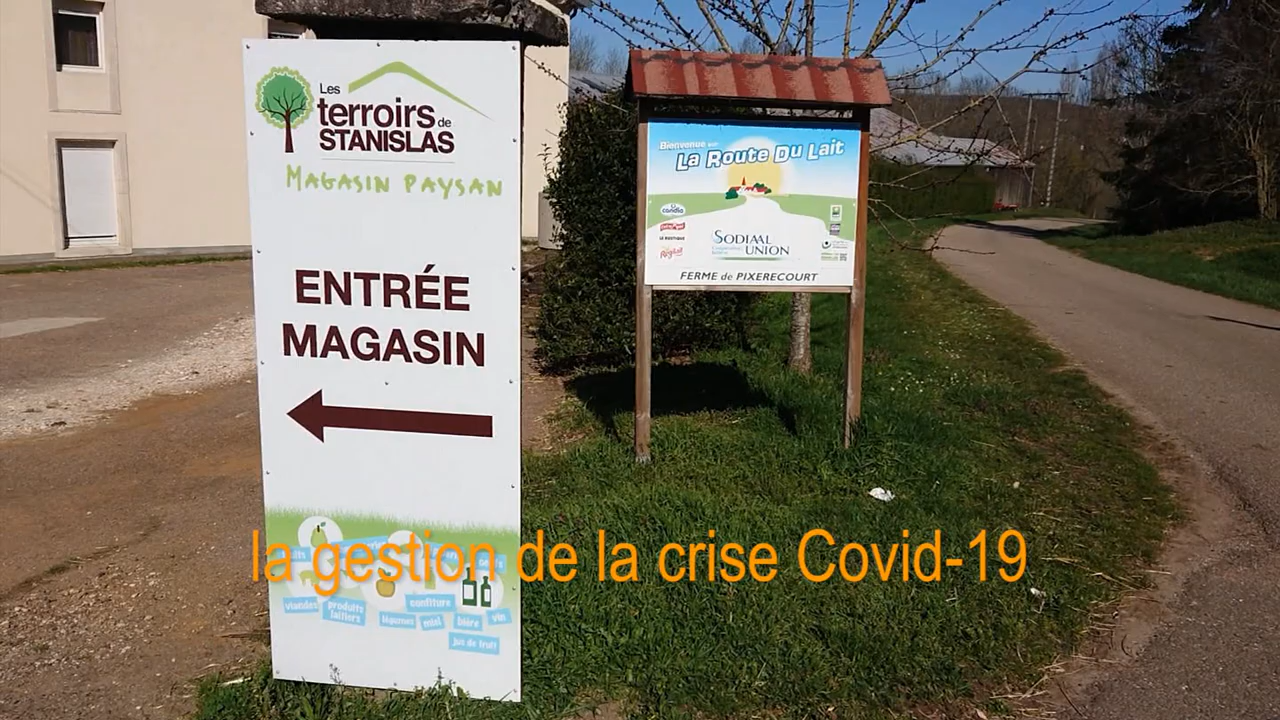 Les
terroirs de
STANISLAS
MAGASIN PAYSAN
ENTRÉE
MAGASIN
viandes
produits
laitiers
légumes
confiture
miel
bière
vin
jus de fruit
Bienvenue sur
La Route Du Lait
candia
SODIAAL
UNION
FERME de PIXERECOURT
la gestion de la crise Covid-19